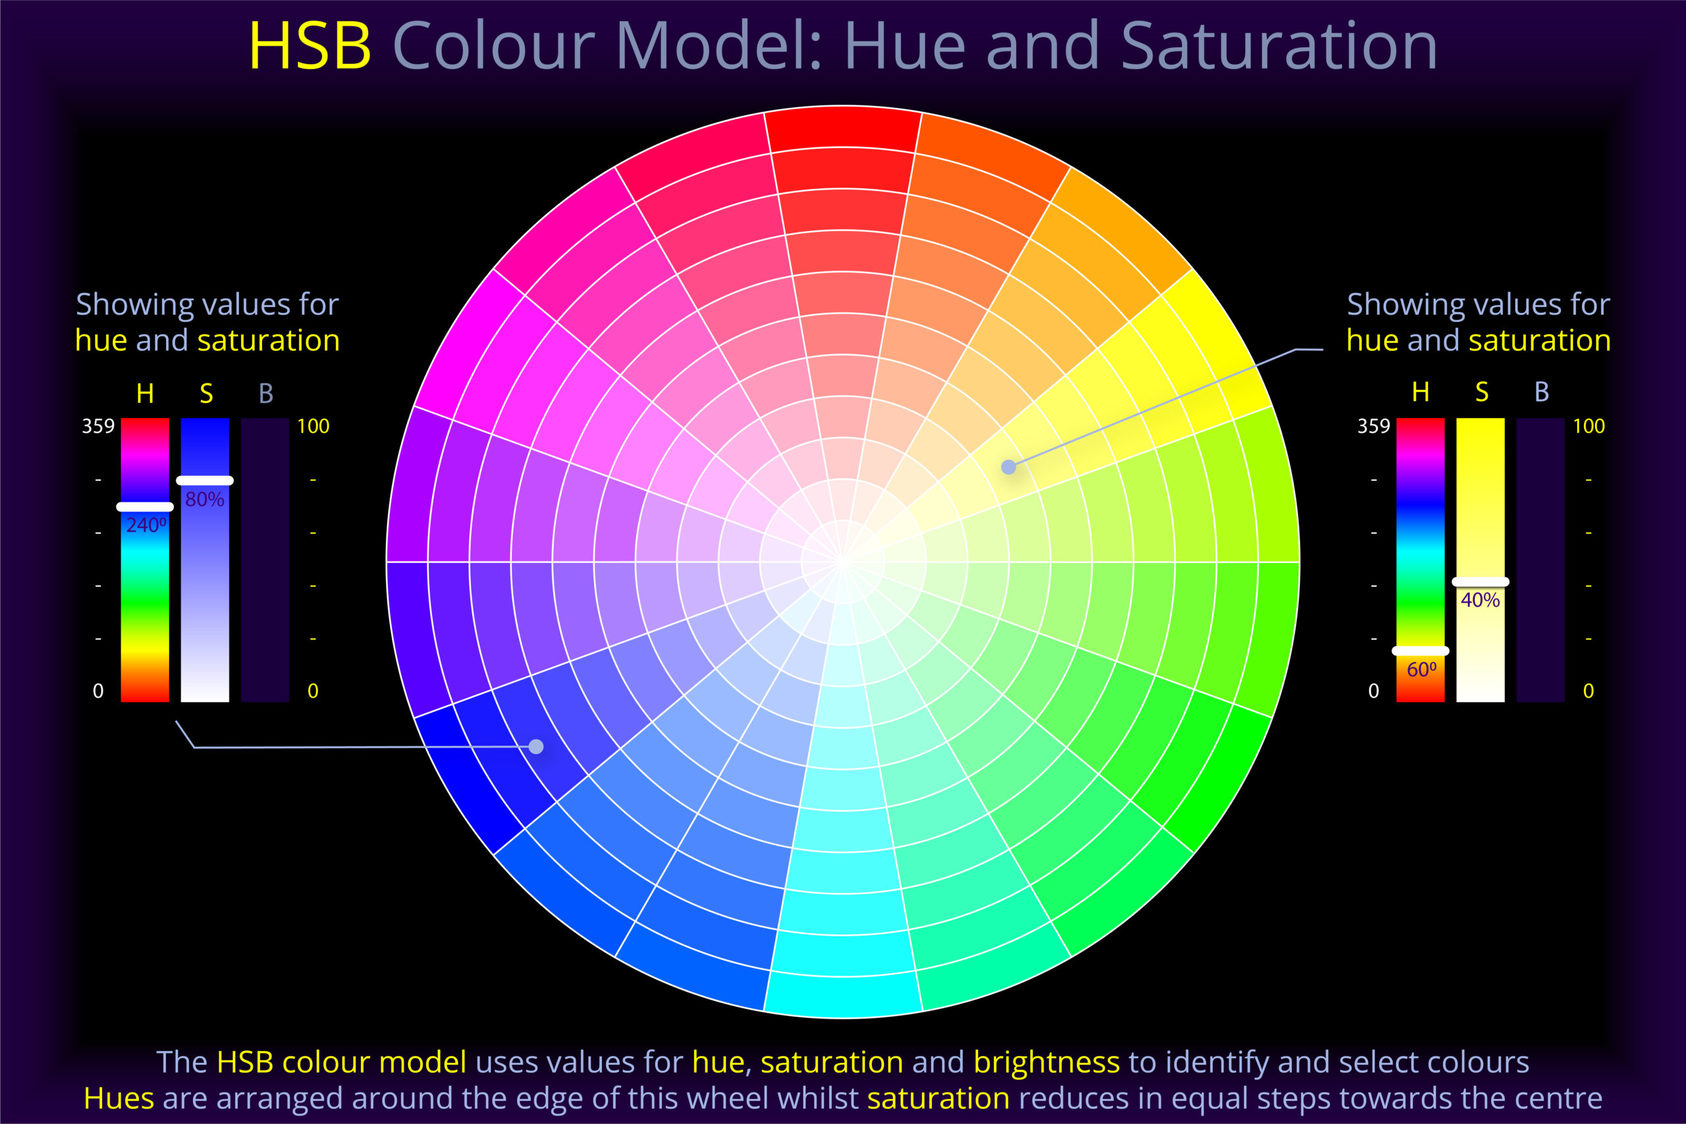 HSB Colour Model: Hue and Saturation
Showing values for
hue and saturation
H S B
359 100
-
-
-
-
-
-
-
-
80%
240º
0 0
Showing values for
hue and saturation
H S B
359 100
-
-
-
-
-
-
-
-
40%
60º
0 0
The HSB colour model uses values for hue, saturation and brightness to identify and select colours
Hues are arranged around the edge of this wheel whilst saturation reduces in equal steps towards the centre